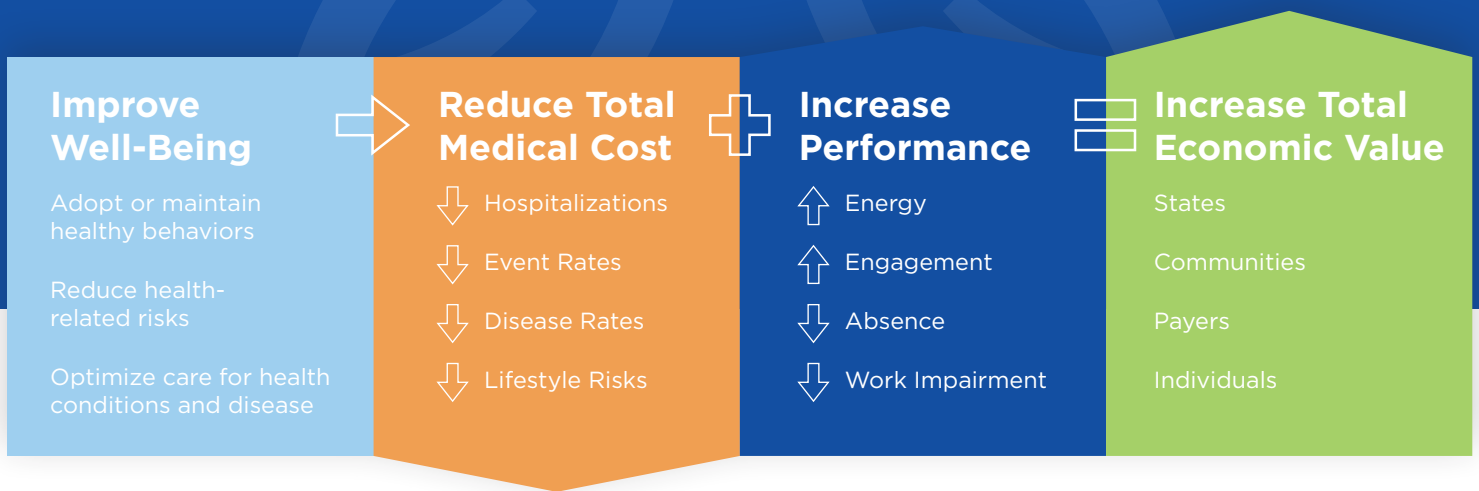 Improve
Well-Being
Adopt or maintain
healthy behaviors
Reduce health-
related risks
Optimize care for health
conditions and disease
Reduce Total
Medical Cost
Hospitalizations
Event Rates
Disease Rates
Lifestyle Risks
Increase
Performance
Energy
Engagement
Absence
Work Impairment
Increase Total
Economic Value
States
Communities
Payers
Individuals